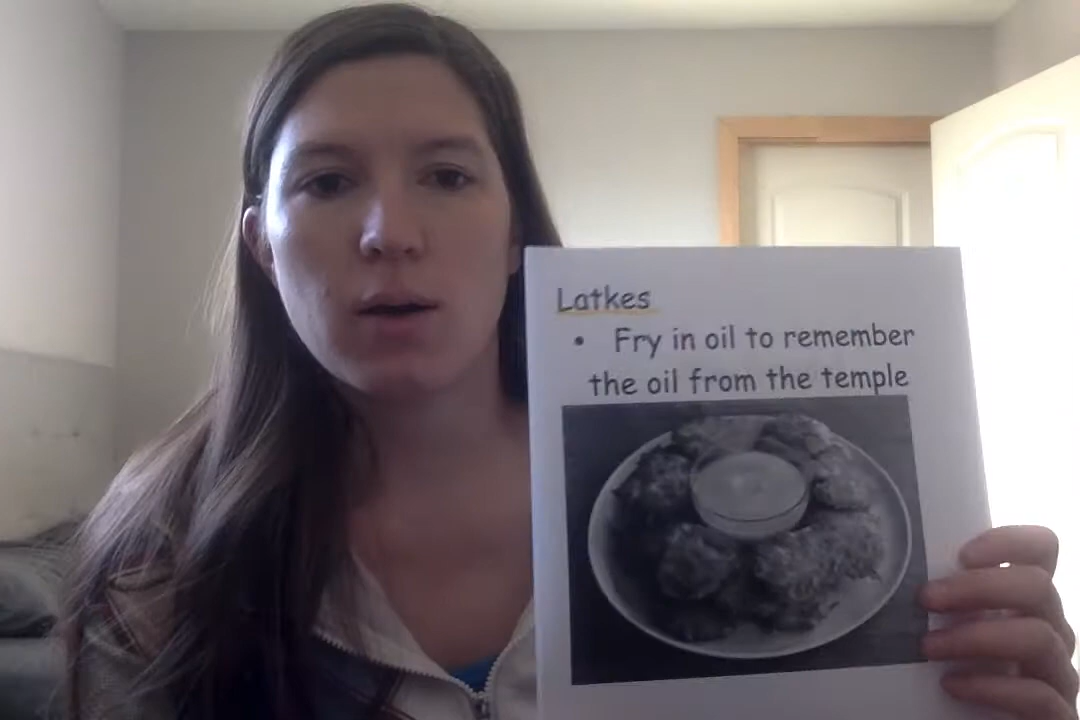 Latkes
• Fry in oil to remember
the oil from the temple